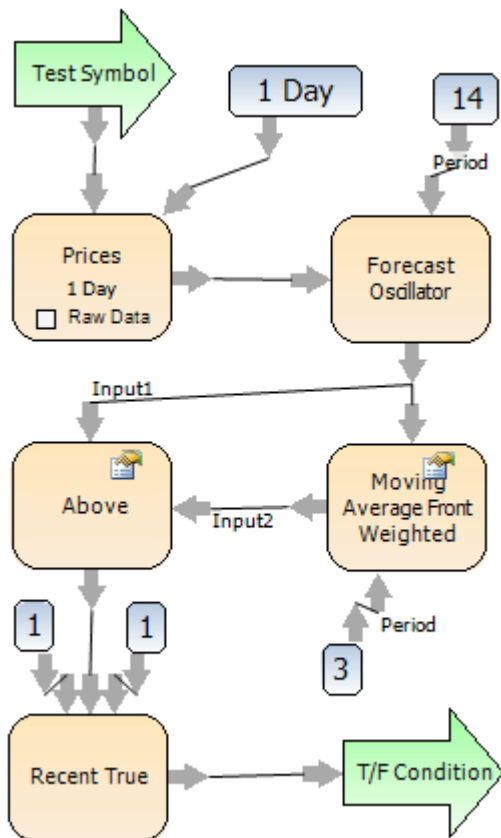 Test Symbol
1 Day
14
Period
Prices
1 Day
Raw Data
Forecast
Oscillator
Input1
Above
Input2
Moving
Average Front
Weighted
1
1
Period
3
Recent True
T/F Condition